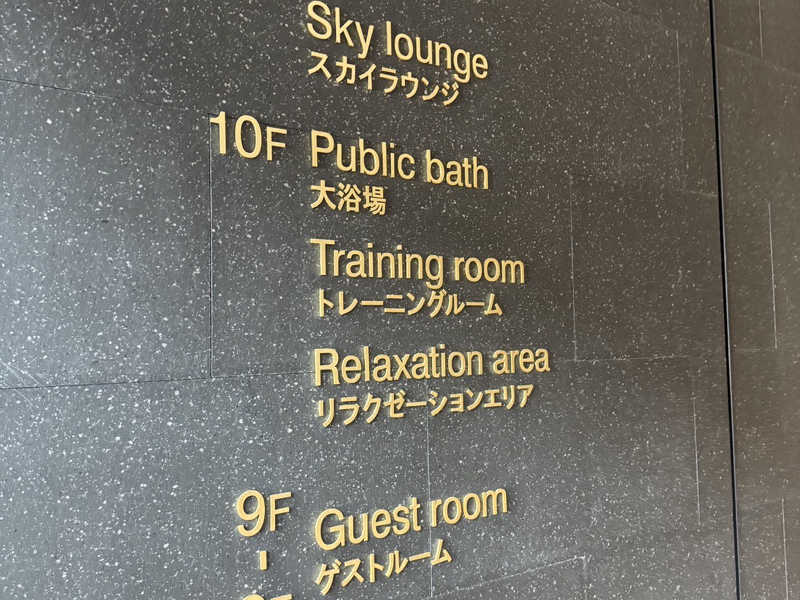 Sky lounge
スカイラウンジ
10F Public bath
大浴場
Training room
トレーニングルーム
Relaxation area
リラクゼーションエリア
9F Guest room
ゲストルーム